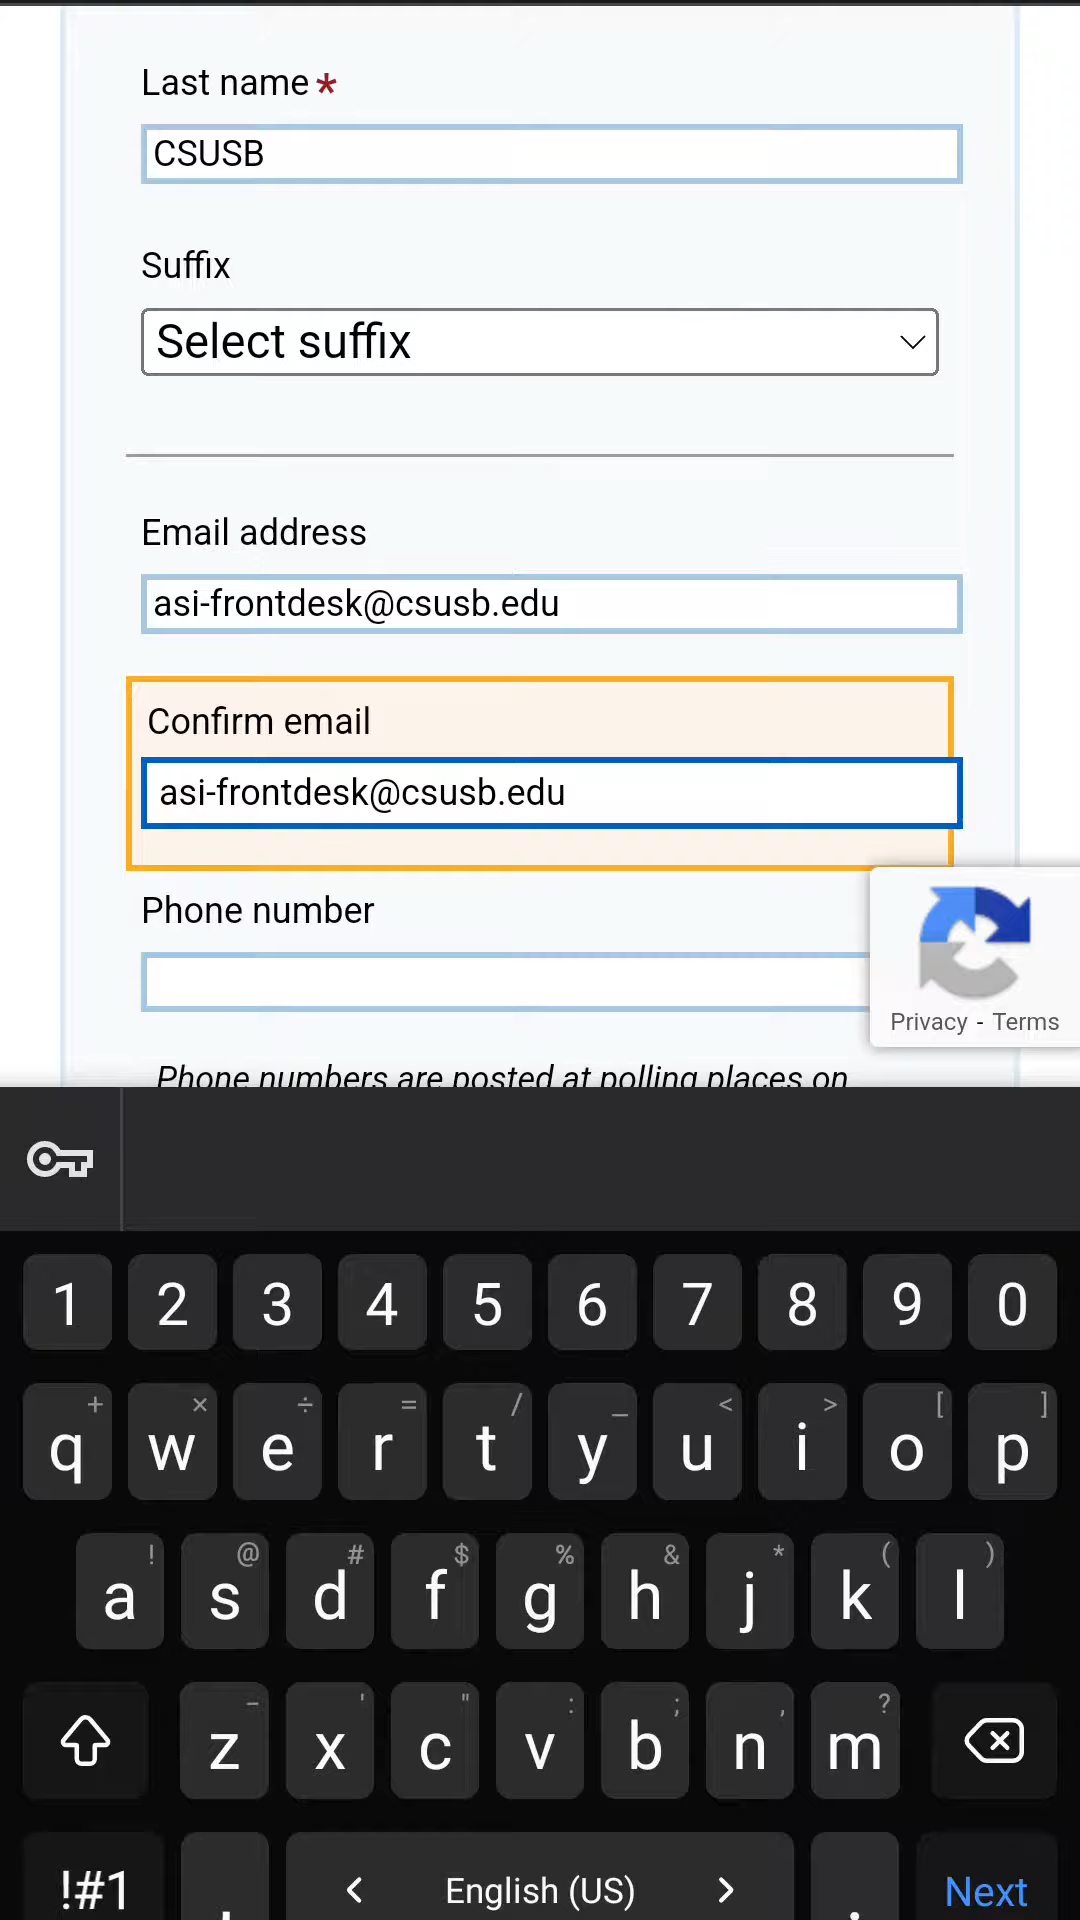 Last name *
CSUSB
Suffix
Select suffix
Email address
asi-frontdesk@csusb.edu
Confirm email
asi-frontdesk@csusb.edu
Phone number
Privacy - Terms
Phone numbers are posted at polling places on
1 2 3 4 5 6 7 8 9 0
+ × ÷ = / _ < > [ ]
q w e r t y u i o p
! @ # $ % & * ( )
a s d f g h j k l
- ' " : ; , ?
z x c v b n m
!#1 , < English (US) > . Next